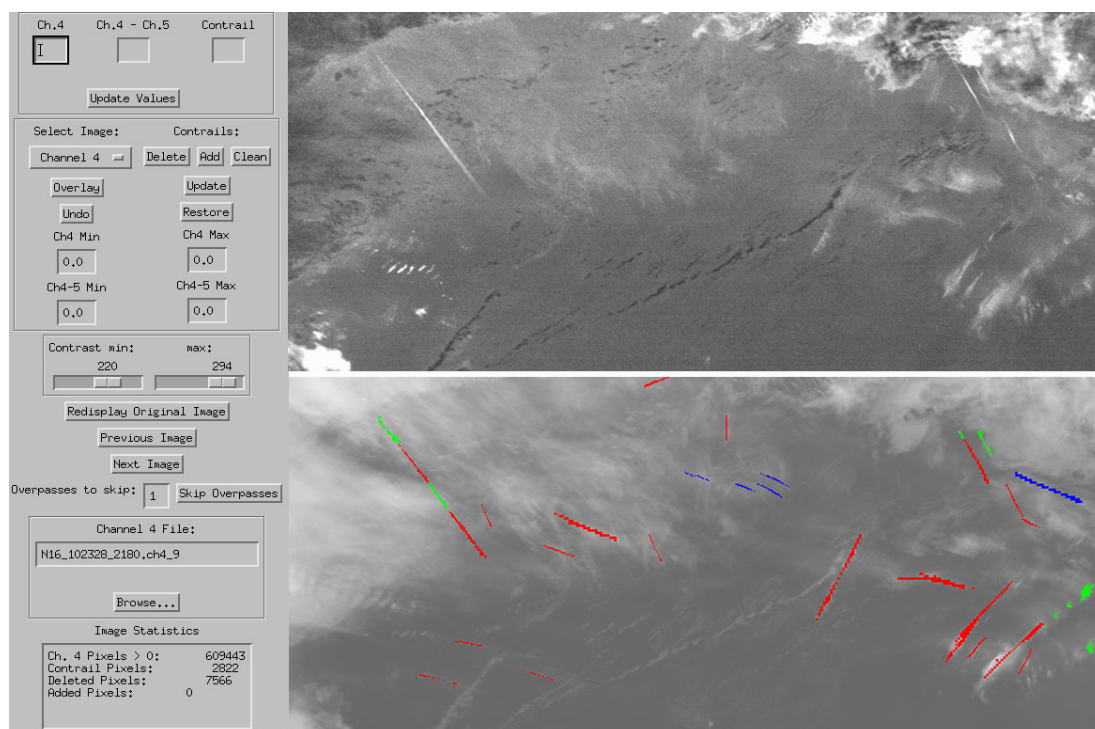 Ch.4 Ch.4 - Ch.5 Contrail
Update Values
Select Image: Contrails:
Channel 4 Delete Add Clean
Overlay Update
Undo Restore
Ch4 Min Ch4 Max
0.0 0.0
Ch4-5 Min Ch4-5 Max
0.0 0.0
Contrast min: max:
220 294
Redisplay Original Image
Previous Image
Next Image
Overpasses to skip: 1 Skip Overpasses
Channel 4 File:
N16_102328_2180.ch4_9
Browse...
Image Statistics
Ch. 4 Pixels > 0: 609443
Contrail Pixels: 2822
Deleted Pixels: 7566
Added Pixels: 0